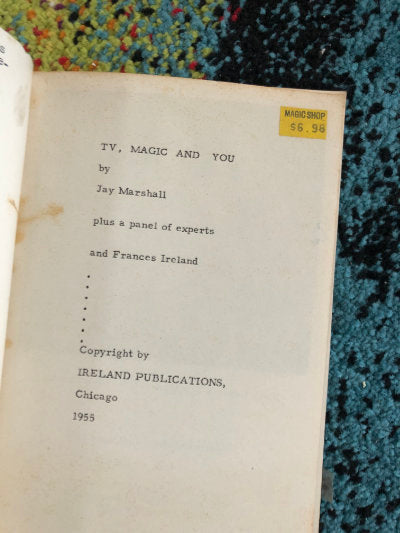 s
MAGIC SHOP
$6.98
TV, MAGIC AND YOU
by
Jay Marshall
plus a panel of experts
and Frances Ireland
.
.
.
.
.
.
.
Copyright by
IRELAND PUBLICATIONS,
Chicago
1955